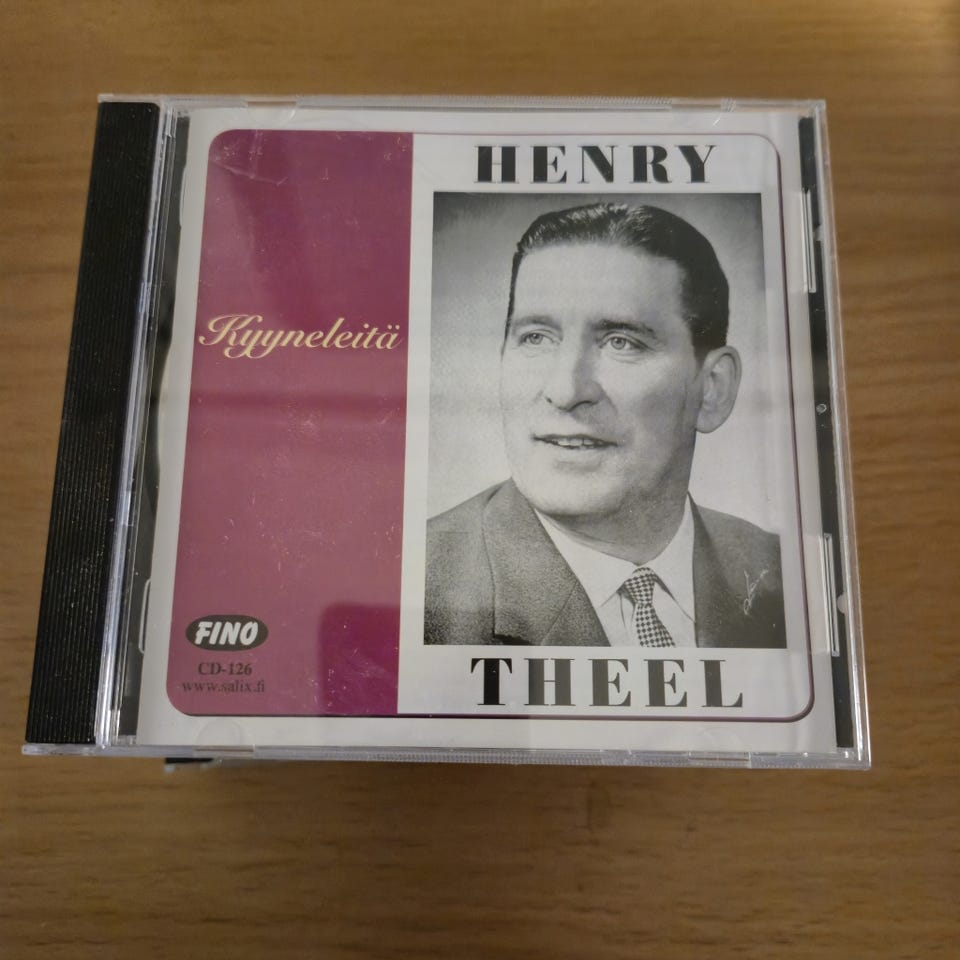 HENRY
Kyyneleitä
FINO
CD-126
www.salix.fi
THEEL